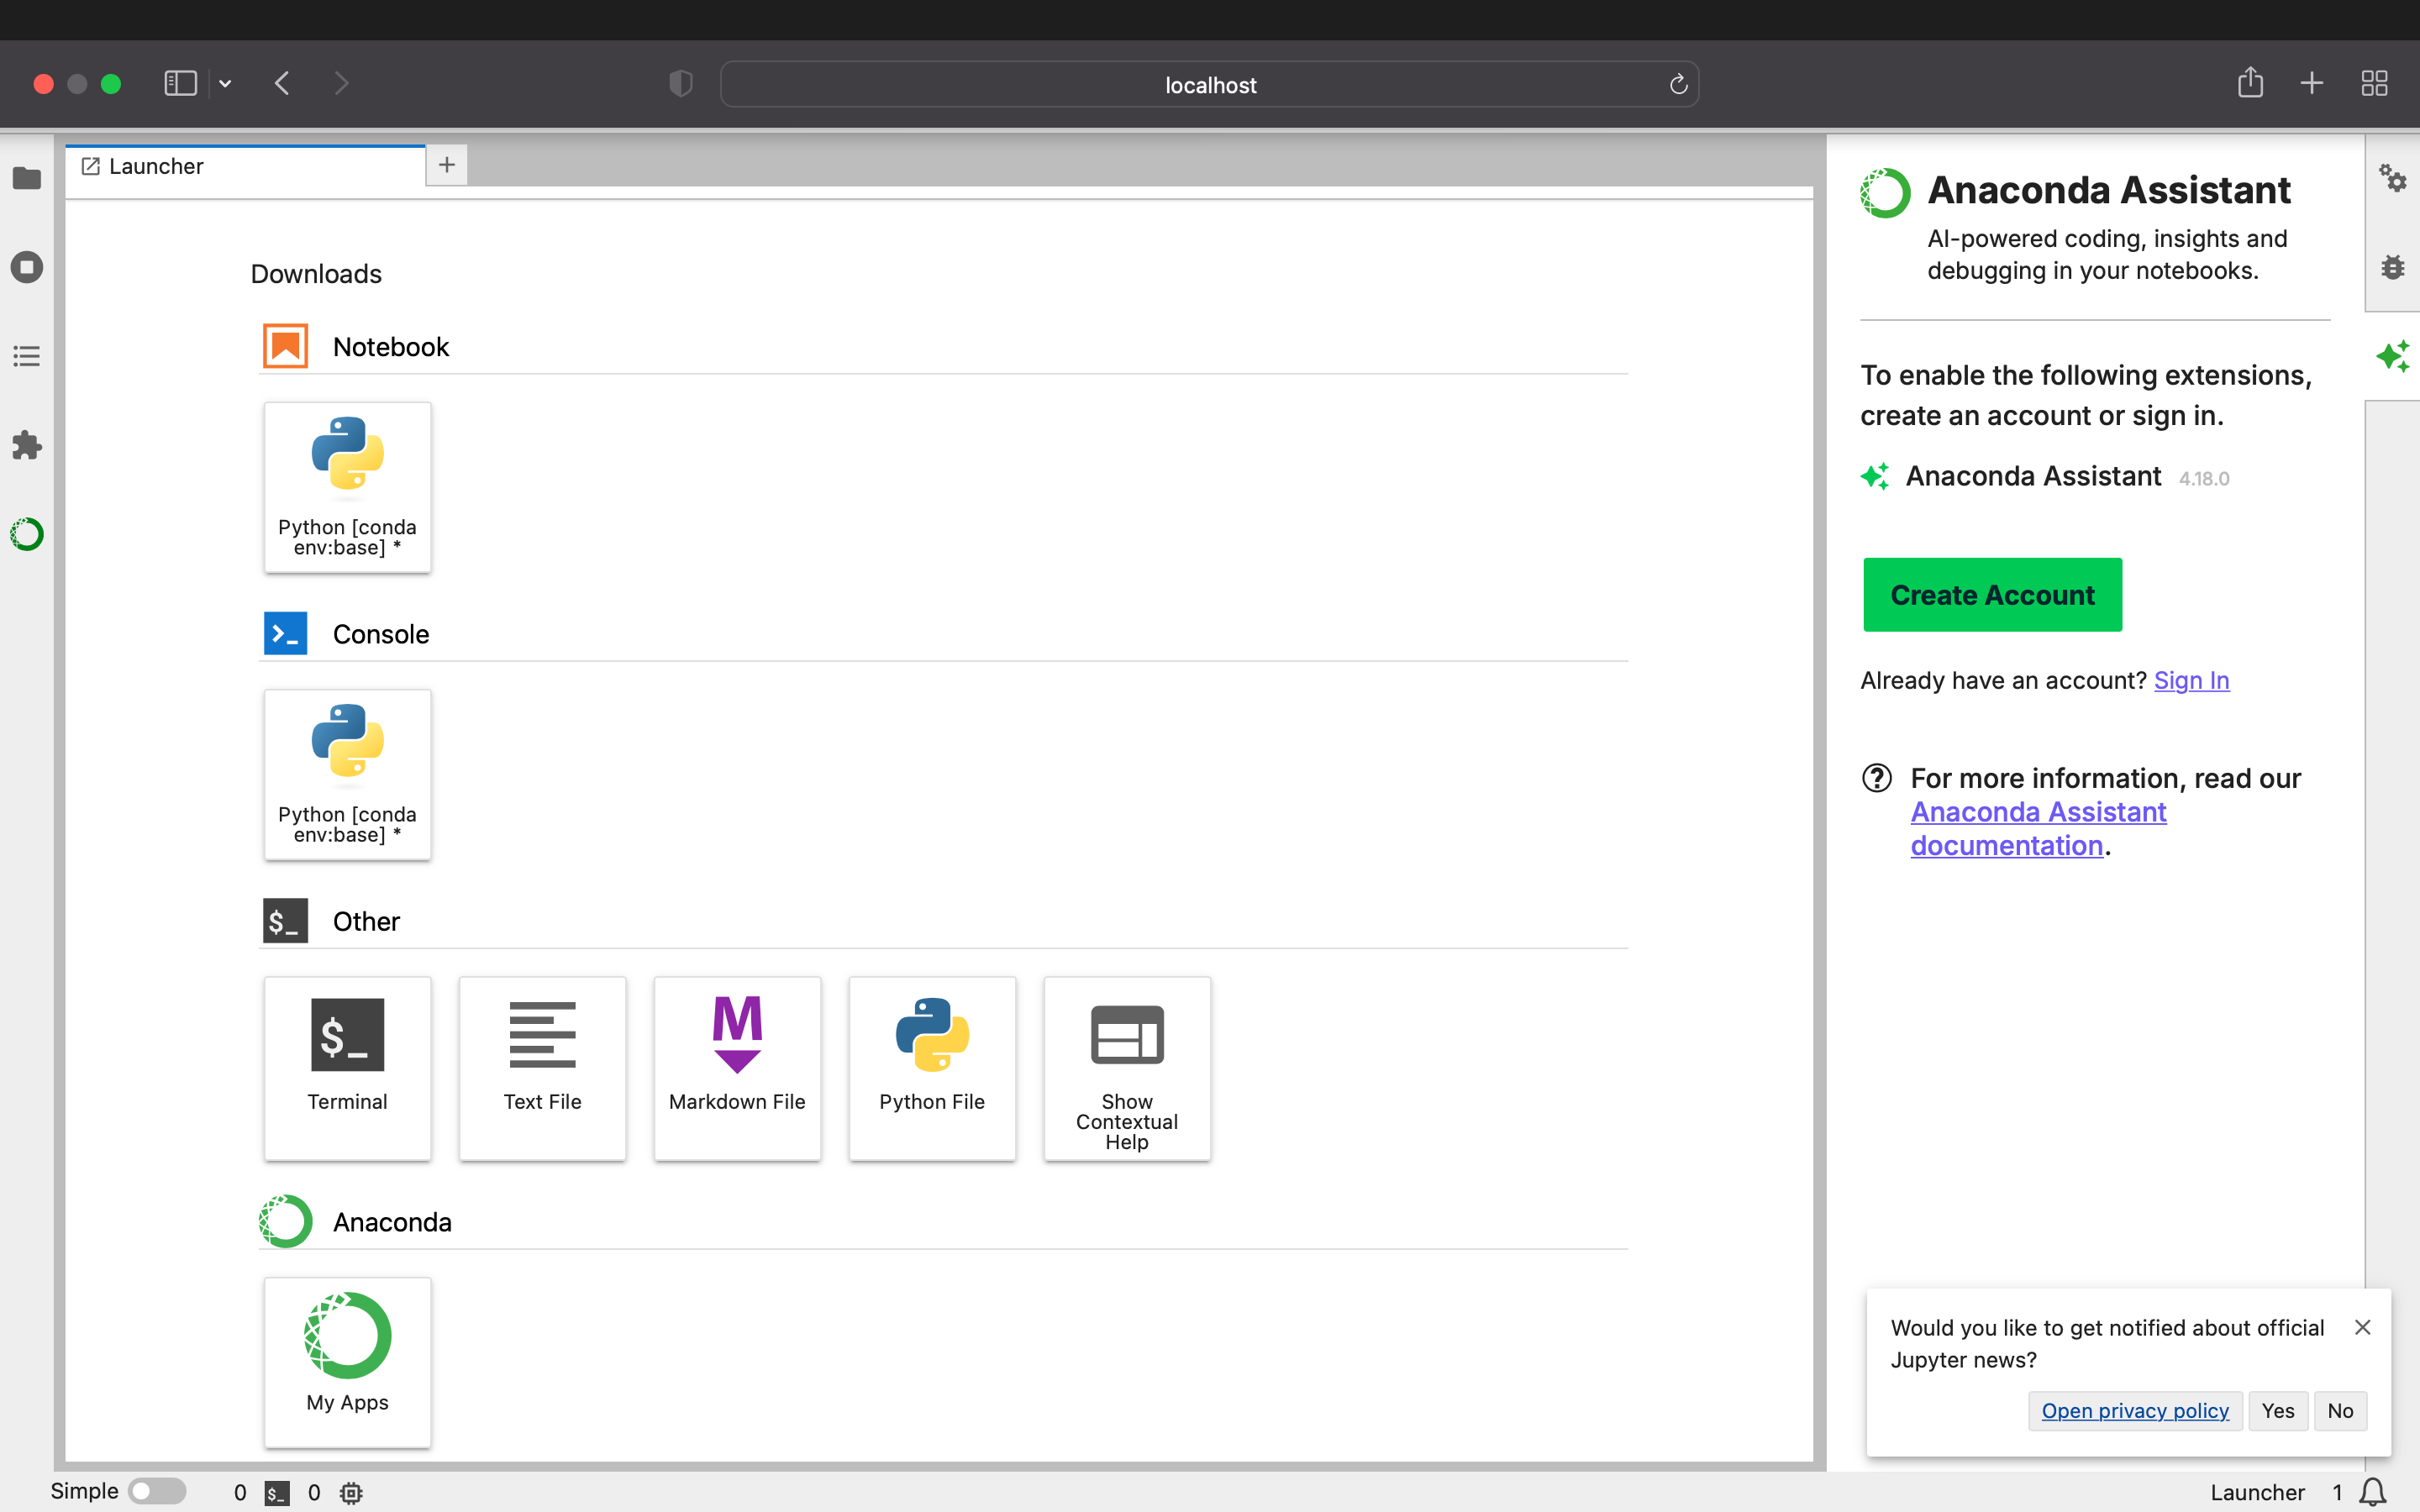 localhost
Launcher
Downloads
Notebook
Python [conda
env:base] *
Console
Python [conda
env:base] *
$_ Other
$_
Terminal
Text File
M
Markdown File
Python File
Show
Contextual
Help
Anaconda
My Apps
Anaconda Assistant
AI-powered coding, insights and
debugging in your notebooks.
To enable the following extensions,
create an account or sign in.
Anaconda Assistant 4.18.0
Create Account
Already have an account? Sign In
For more information, read our
Anaconda Assistant
documentation.
Would you like to get notified about official
Jupyter news?
Open privacy policy Yes No
Simple 0 $_ 0
Launcher 1